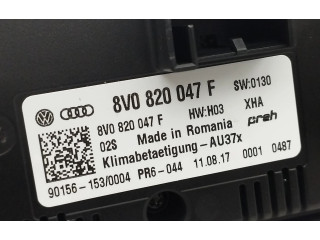 8V0 820 047 F SW:0130
8V0 820 047 F HW:H03 XHA
02S Made in Romania preh
Klimabetaetigung-AU37x
90156-153/0004 PR6-044 11.08.17 0001 0487